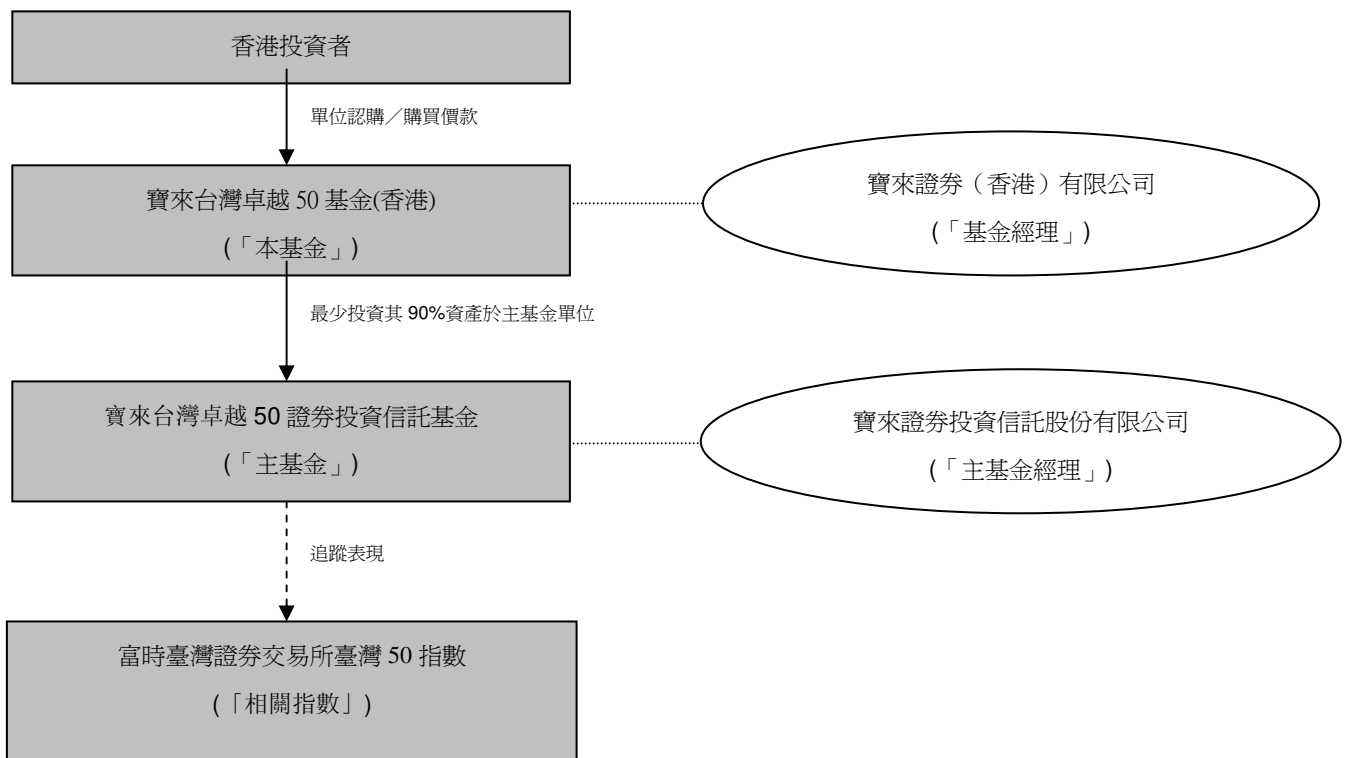 香港投資者
單位認購／購買價款
寶來台灣卓越 50 基金(香港)
(「本基金」)
寶來證券（香港）有限公司
(「基金經理」)
最少投資其 90%資產於主基金單位
寶來台灣卓越 50 證券投資信託基金
(「主基金」)
寶來證券投資信託股份有限公司
(「主基金經理」)
追蹤表現
富時臺灣證券交易所臺灣 50 指數
(「相關指數」)